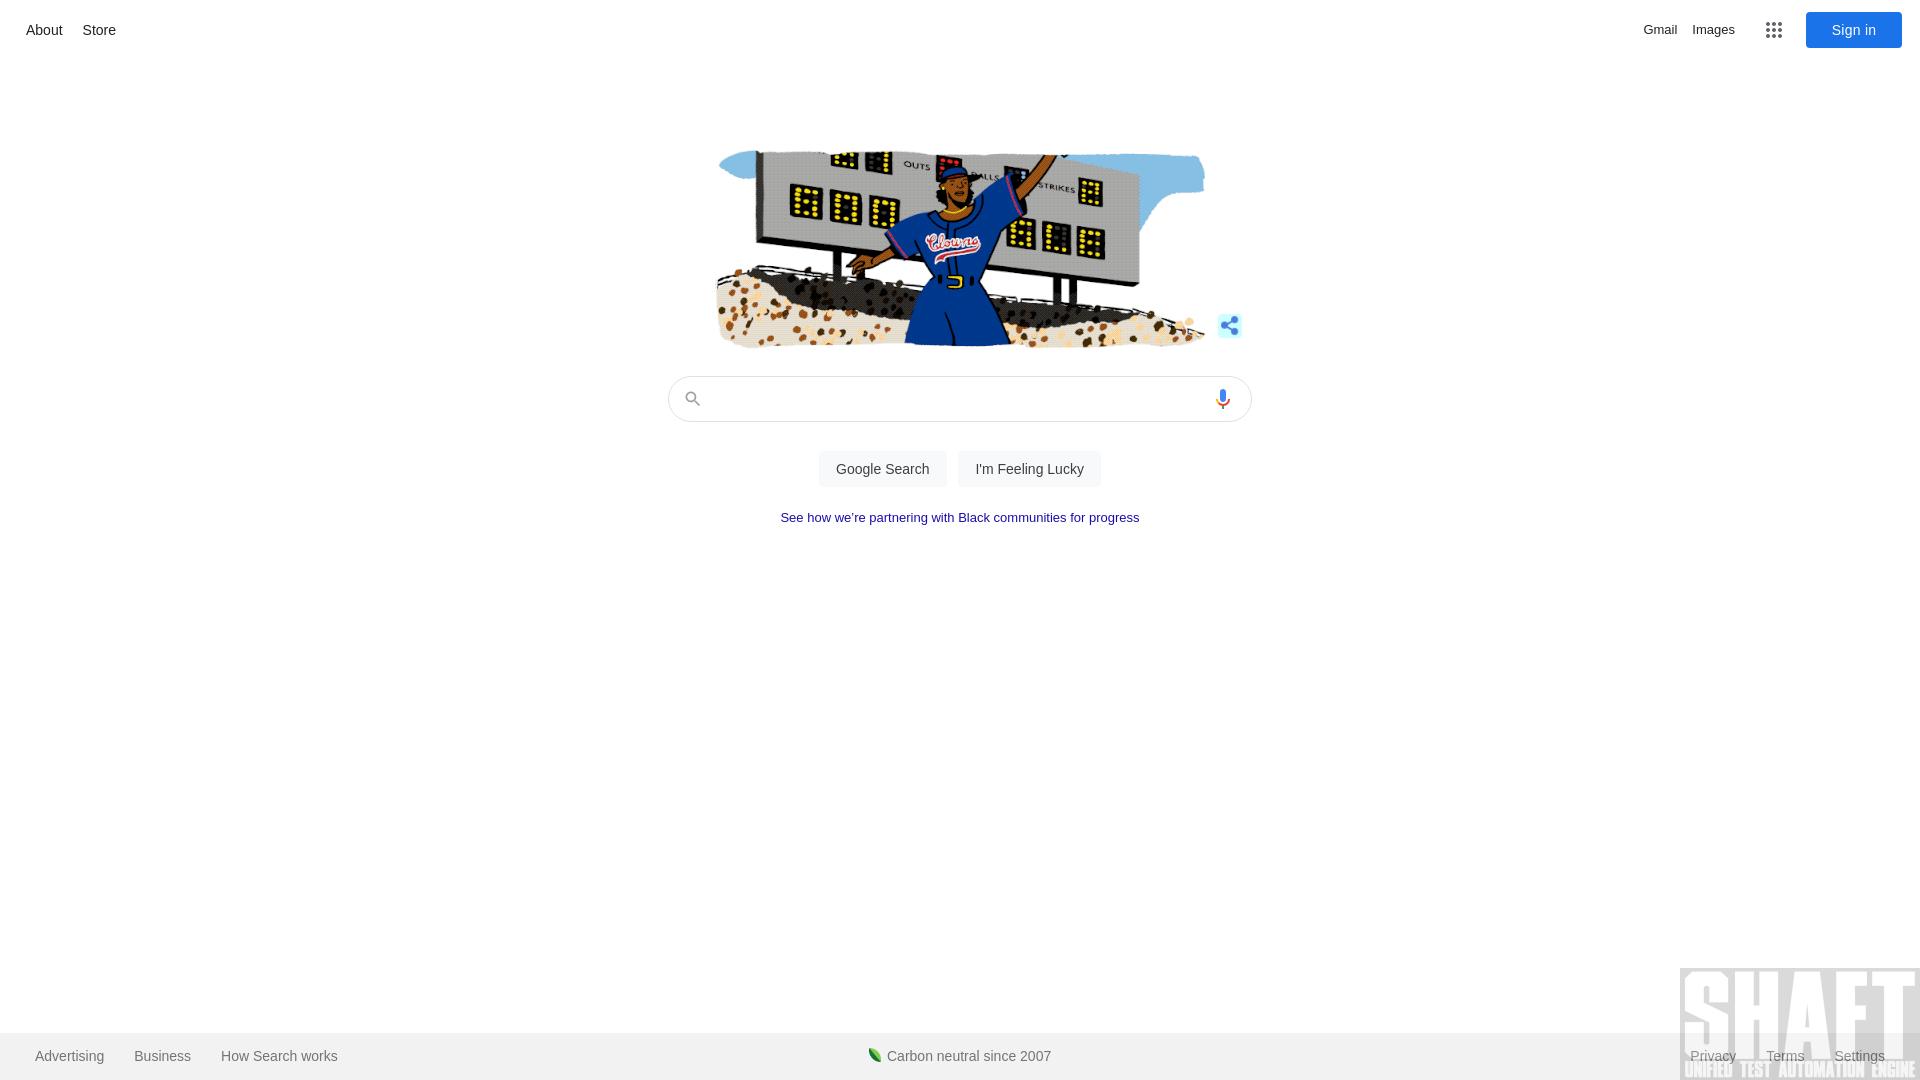 About Store
Gmail Images Sign in
OUTS BALLS STRIKES
Clowns
Google Search I'm Feeling Lucky
See how we’re partnering with Black communities for progress
Advertising Business How Search works
Carbon neutral since 2007
Privacy Terms Settings
SHAFT
UNIFIED TEST AUTOMATION ENGINE